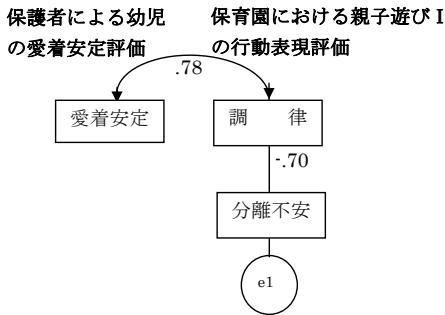 保護者による幼児
の愛着安定評価
保育園における親子遊びⅠ
の行動表現評価
.78
愛着安定
調　律
-.70
分離不安
e1